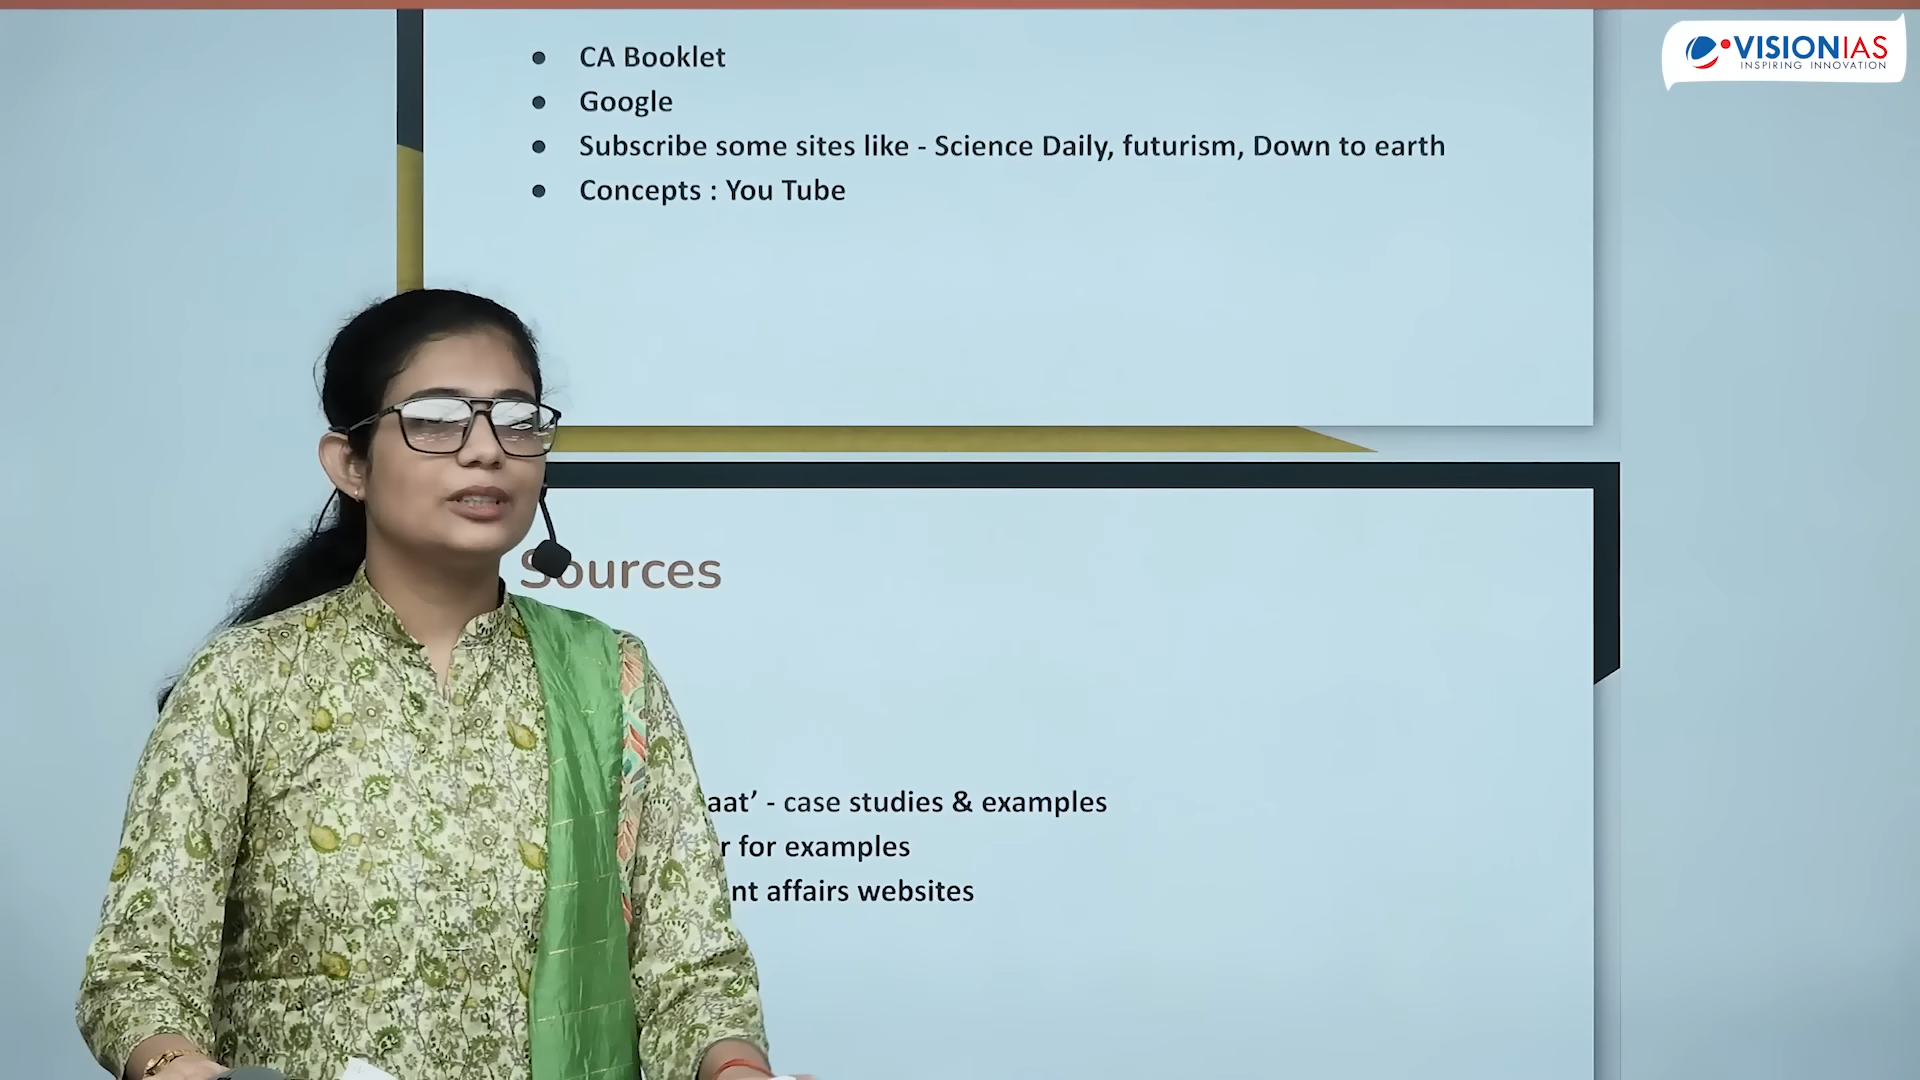 VISIONIAS
INSPIRING INNOVATION
• CA Booklet
• Google
• Subscribe some sites like - Science Daily, futurism, Down to earth
• Concepts : You Tube
Sources
aat’ - case studies & examples
r for examples
nt affairs websites